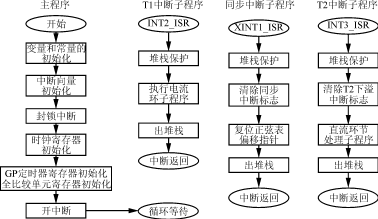 主程序
开始
变量和常量的
初始化
中断向量
初始化
封锁中断
时钟寄存器
初始化
GP定时器寄存器初始化
全比较单元寄存器初始化
开中断
循环等待
T1中断子程序
INT2_ISR
堆栈保护
执行电流
环子程序
出堆栈
中断返回
同步中断子程序
XINT1_ISR
堆栈保护
清除同步
中断标志
复位正弦表
偏移指针
出堆栈
中断返回
T2中断子程序
INT3_ISR
堆栈保护
清除T2下溢
中断标志
直流环节
处理子程序
出堆栈
中断返回